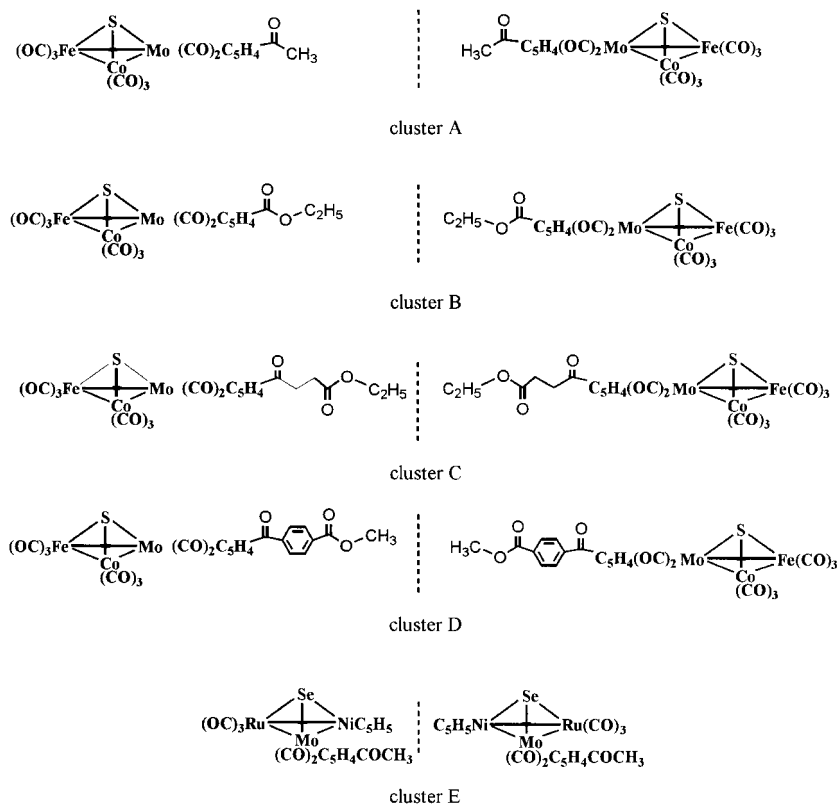 S O S O
(OC)₃Fe Mo (CO)₂C₅H₄ CH₃ H₃C C₅H₄(OC)₂Mo Fe(CO)₃
Co Co
(CO)₃ (CO)₃
cluster A
S O S O
(OC)₃Fe Mo (CO)₂C₅H₄ O C₂H₅ C₂H₅ O C₅H₄(OC)₂ Mo Fe(CO)₃
Co Co
(CO)₃ (CO)₃
cluster B
S O O S
(OC)₃Fe Mo (CO)₂C₅H₄ O C₂H₅ C₂H₅ O C₅H₄(OC)₂Mo Fe(CO)₃
Co O O Co
(CO)₃ (CO)₃
cluster C
S O O CH₃ O O S
(OC)₃Fe Mo (CO)₂C₅H₄ O H₃C O C₅H₄(OC)₂ Mo Fe(CO)₃
Co Co
(CO)₃ (CO)₃
cluster D
Se Se
(OC)₃Ru NiC₅H₅ C₅H₅Ni Ru(CO)₃
Mo Mo
(CO)₂C₅H₄COCH₃ (CO)₂C₅H₄COCH₃
cluster E